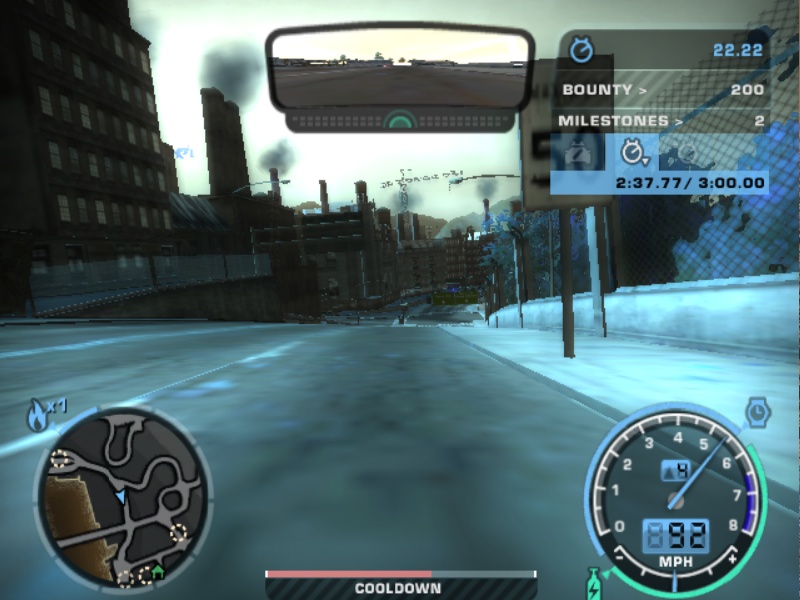 22.22
BOUNTY > 200
MILESTONES > 2
2:37.77/ 3:00.00
x1
0 1 2 3 4 5 6 7 8
4
92
MPH
- +
COOLDOWN